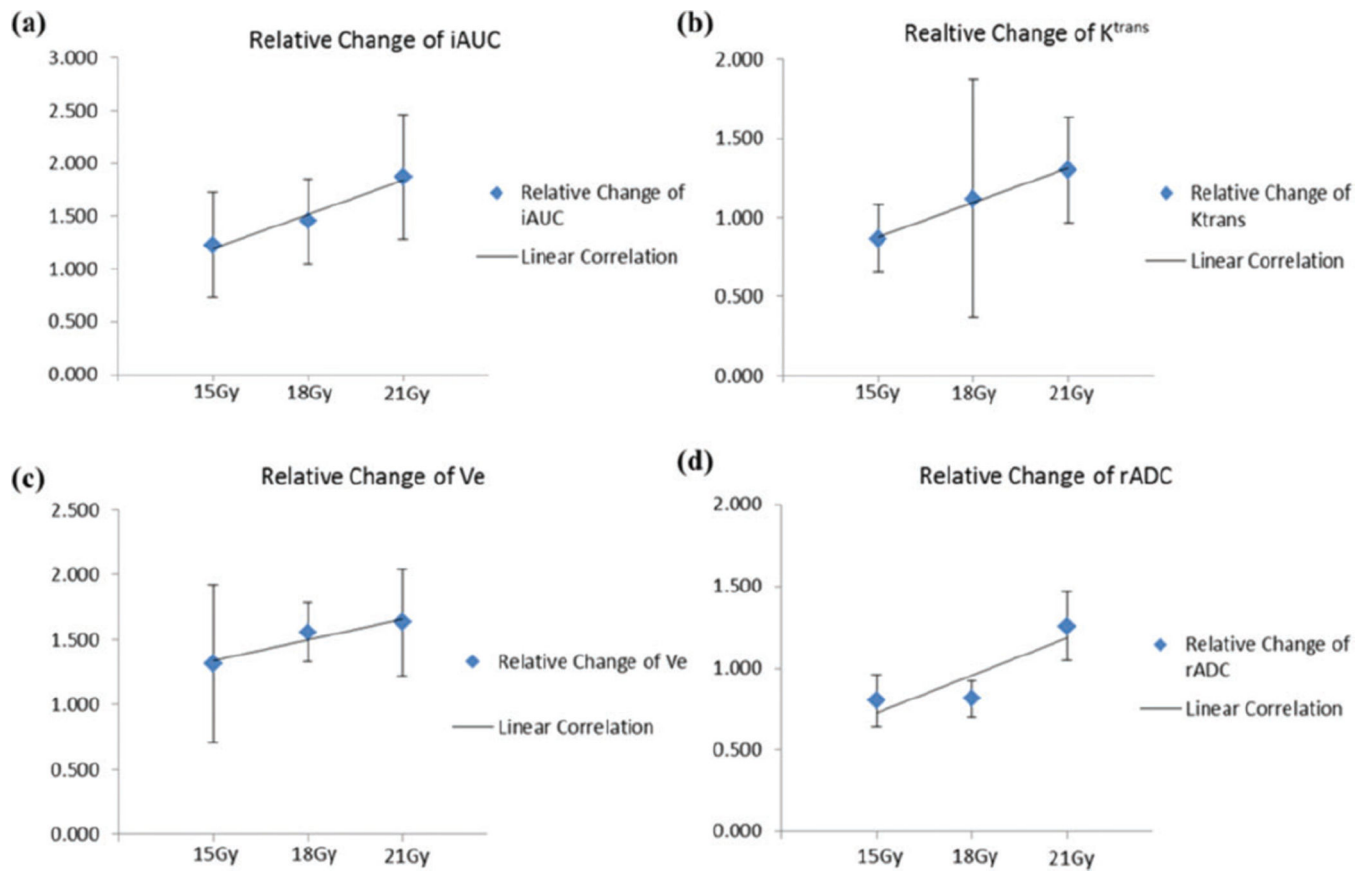 (a)
Relative Change of iAUC
3.000
2.500
2.000
1.500
1.000
0.500
0.000
15Gy 18Gy 21Gy
Relative Change of
iAUC
Linear Correlation
(b)
Realtive Change of Ktrans
2.000
1.500
1.000
0.500
0.000
15Gy 18Gy 21Gy
Relative Change of
Ktrans
Linear Correlation
(c)
Relative Change of Ve
2.500
2.000
1.500
1.000
0.500
0.000
15Gy 18Gy 21Gy
Relative Change of Ve
Linear Correlation
(d)
Relative Change of rADC
2.000
1.500
1.000
0.500
0.000
15Gy 18Gy 21Gy
Relative Change of
rADC
Linear Correlation